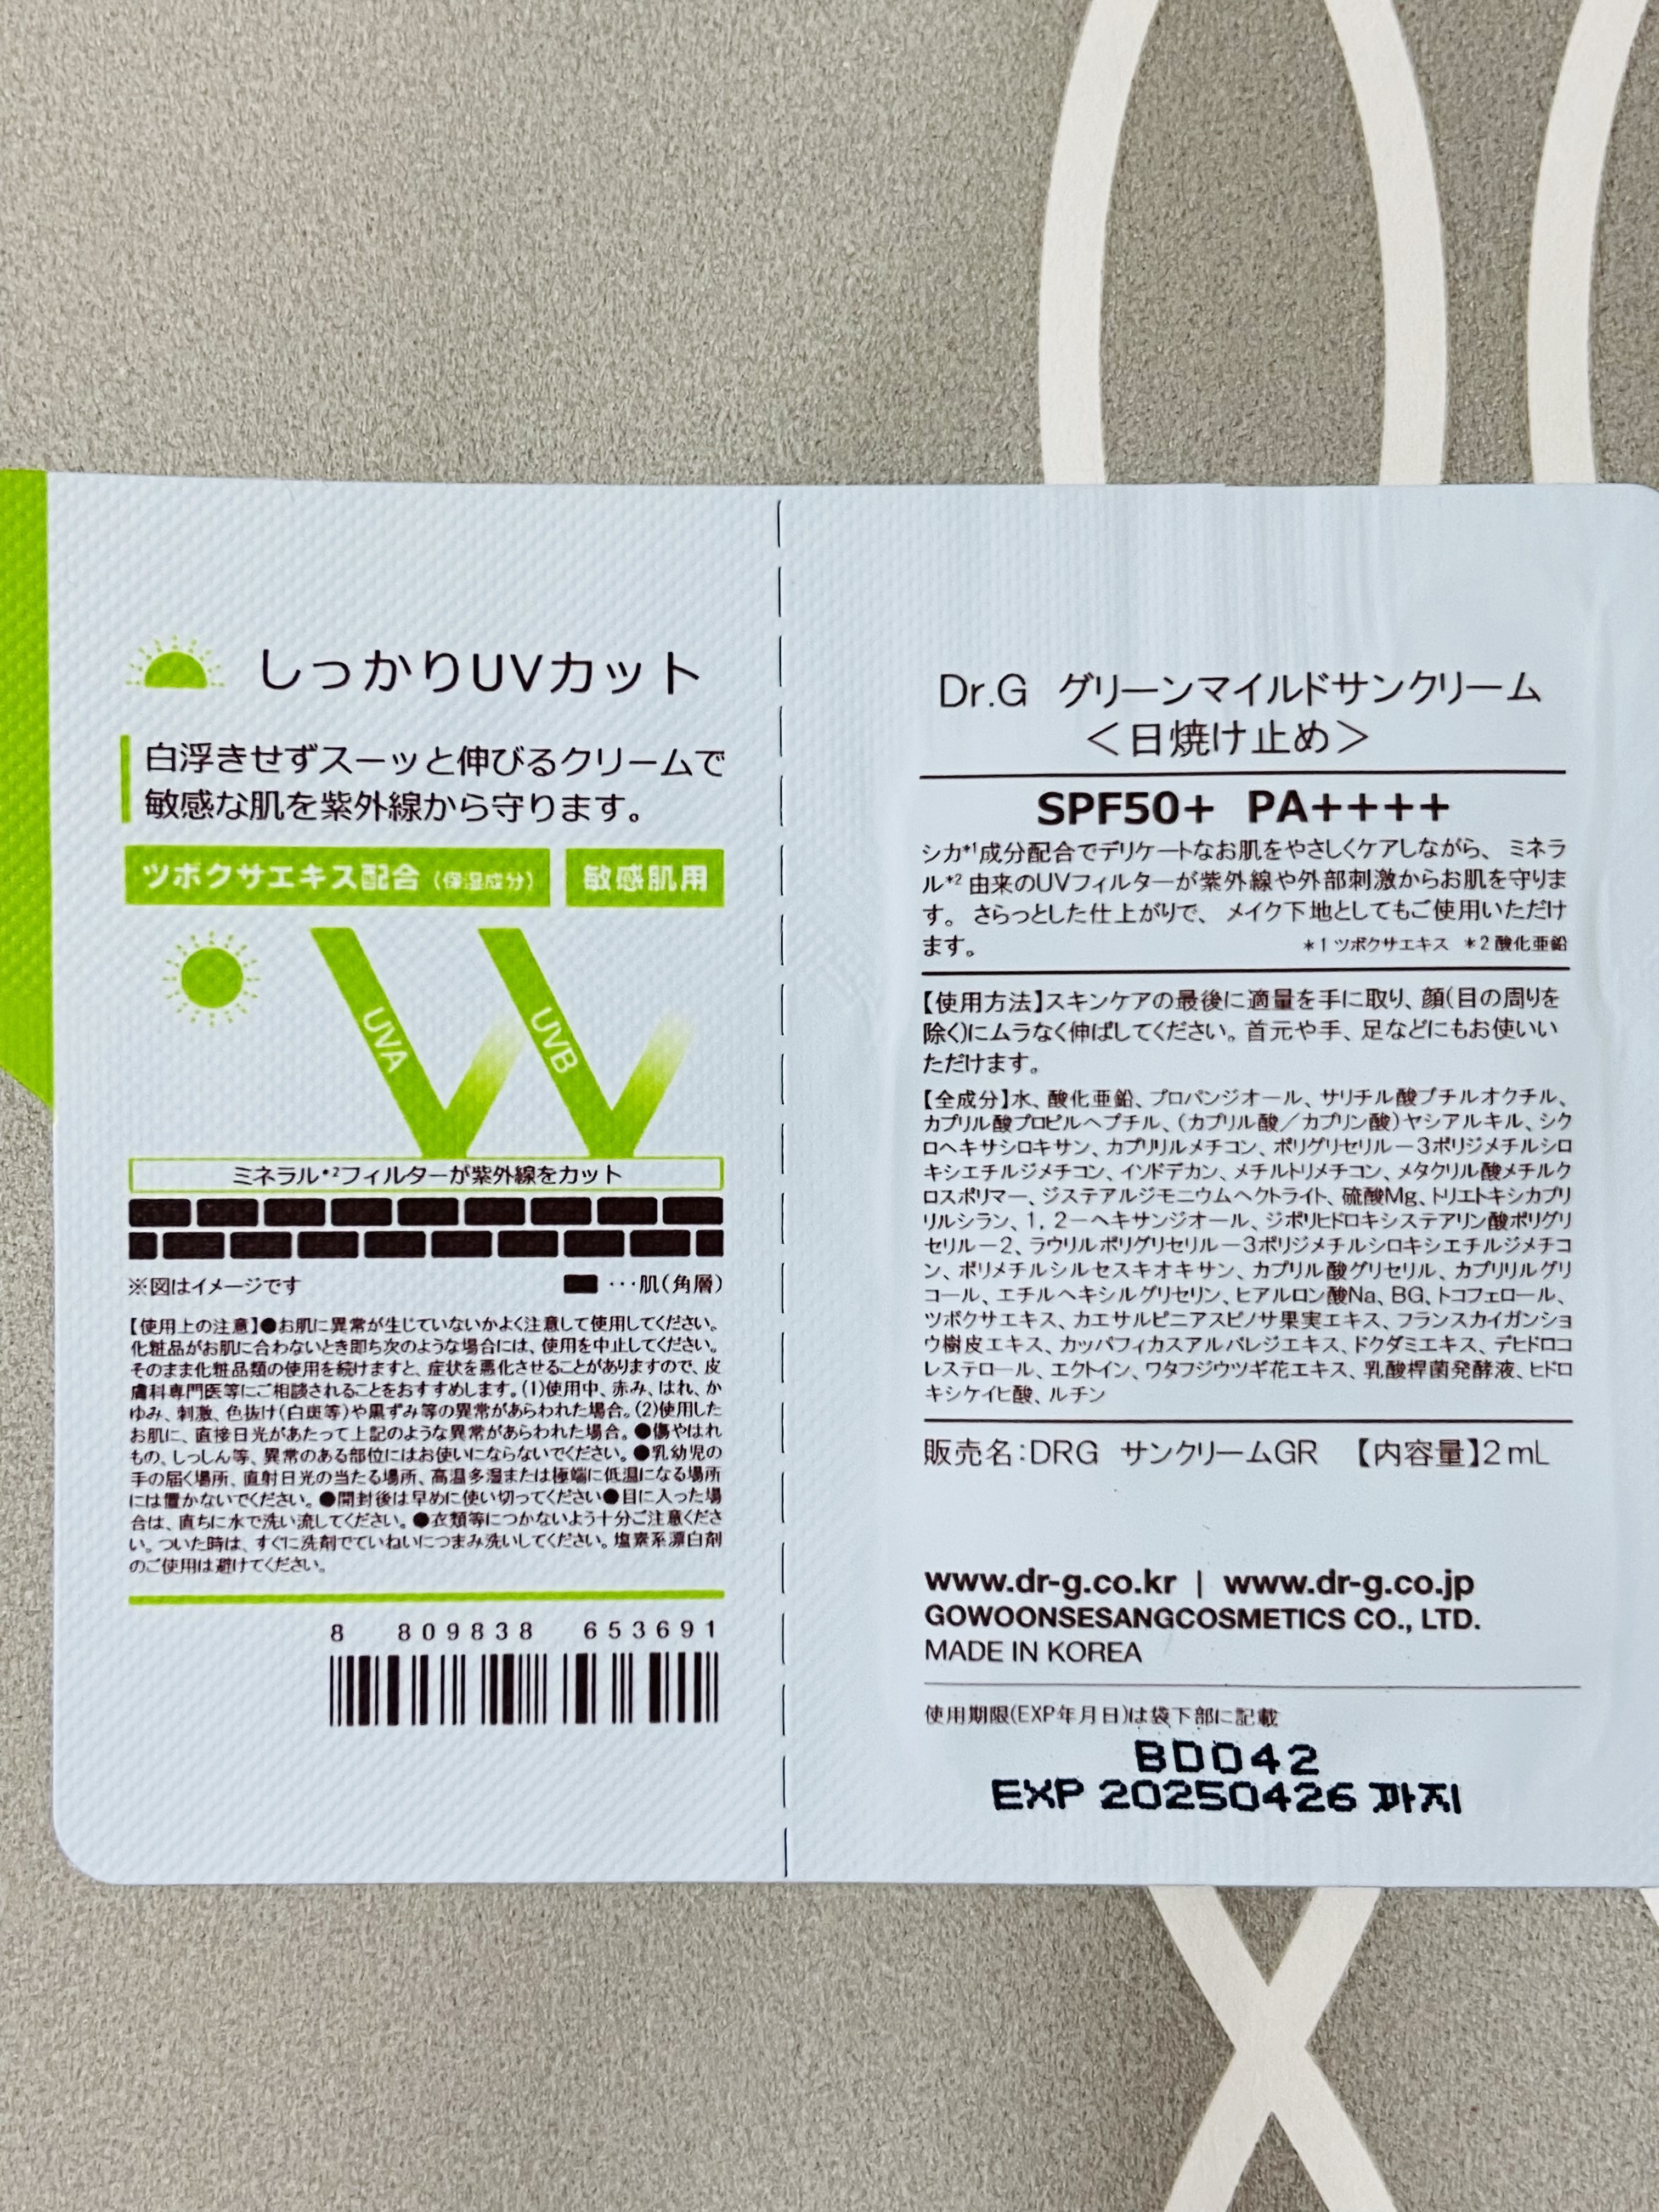 しっかりUVカット
白浮きせずスーッと伸びるクリームで
敏感な肌を紫外線から守ります。
ツボクサエキス配合（保湿成分） 敏感肌用
UVA UVB
ミネラル*²フィルターが紫外線をカット
※図はイメージです ･･･肌(角層)
【使用上の注意】●お肌に異常が生じていないかよく注意して使用してください。
化粧品がお肌に合わないとき即ち次のような場合には、使用を中止してください。
そのまま化粧品類の使用を続けますと、症状を悪化させることがありますので、皮
膚科専門医等にご相談されることをおすすめします。(1)使用中、赤み、はれ、か
ゆみ、刺激、色抜け(白斑等)や黒ずみ等の異常があらわれた場合。(2)使用した
お肌に、直接日光があたって上記のような異常があらわれた場合。●傷やはれ
もの、しっしん等、異常のある部位にはお使いにならないでください。●乳幼児の
手の届く場所、直射日光の当たる場所、高温多湿または極端に低温になる場所
には置かないでください。●開封後は早めに使い切ってください●目に入った場
合は、直ちに水で洗い流してください。●衣類等につかないよう十分ご注意くださ
い。ついた時は、すぐに洗剤でていねいにつまみ洗いしてください。塩素系漂白剤
のご使用は避けてください。
8 809838 653691
Dr.G グリーンマイルドサンクリーム
＜日焼け止め＞
SPF50+ PA++++
シカ*¹成分配合でデリケートなお肌をやさしくケアしながら、 ミネラ
ル*² 由来のUVフィルターが紫外線や外部刺激からお肌を守りま
す。 さらっとした仕上がりで、 メイク下地としてもご使用いただけ
ます。 ＊1 ツボクサエキス ＊2 酸化亜鉛
【使用方法】スキンケアの最後に適量を手に取り、顔(目の周りを
除く)にムラなく伸ばしてください。首元や手、足などにもお使いい
ただけます。
【全成分】水、酸化亜鉛、プロパンジオール、サリチル酸ブチルオクチル、
カプリル酸プロピルヘプチル、(カプリル酸／カプリン酸)ヤシアルキル、シク
ロヘキサシロキサン、カプリリルメチコン、ポリグリセリル－3ポリジメチルシロ
キシエチルジメチコン、イソドデカン、メチルトリメチコン、メタクリル酸メチルク
ロスポリマー、ジステアルジモニウムヘクトライト、硫酸Mg、トリエトキシカプリ
リルシラン、1，2－ヘキサンジオール、ジポリヒドロキシステアリン酸ポリグリ
セリル－2、ラウリルポリグリセリル－3ポリジメチルシロキシエチルジメチコ
ン、ポリメチルシルセスキオキサン、カプリル酸グリセリル、カプリリルグリ
コール、エチルヘキシルグリセリン、ヒアルロン酸Na、BG、トコフェロール、
ツボクサエキス、カエサルピニアスピノサ果実エキス、フランスカイガンショ
ウ樹皮エキス、カッパフィカスアルバレジエキス、ドクダミエキス、デヒドロコ
レステロール、エクトイン、ワタフジウツギ花エキス、乳酸桿菌発酵液、ヒドロ
キシケイヒ酸、ルチン
販売名：DRG サンクリームGR 【内容量】2mL
www.dr-g.co.kr | www.dr-g.co.jp
GOWOONSESANGCOSMETICS CO., LTD.
MADE IN KOREA
使用期限(EXP年月日)は袋下部に記載
BD042
EXP 20250426 까지